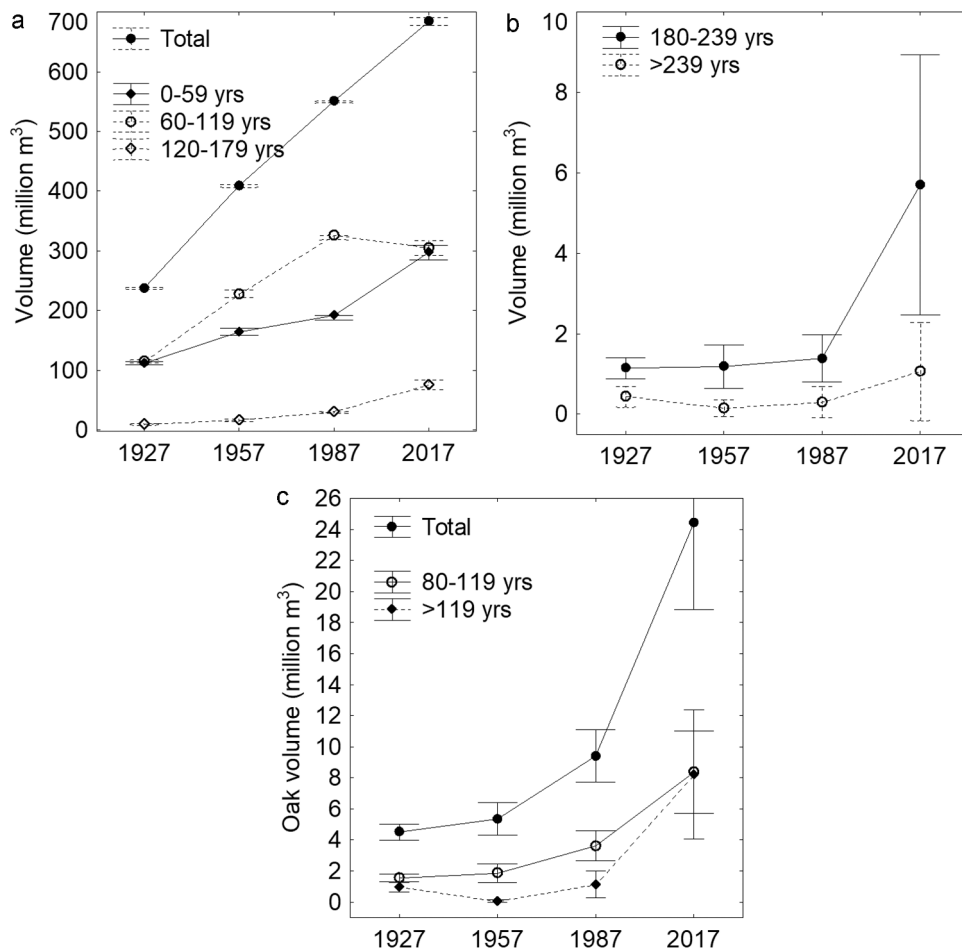 a
Total
0-59 yrs
60-119 yrs
120-179 yrs
Volume (million m³)
700
600
500
400
300
200
100
0
1927 1957 1987 2017
b
180-239 yrs
>239 yrs
Volume (million m³)
10
8
6
4
2
0
1927 1957 1987 2017
c
Total
80-119 yrs
>119 yrs
Oak volume (million m³)
26
24
22
20
18
16
14
12
10
8
6
4
2
0
1927 1957 1987 2017